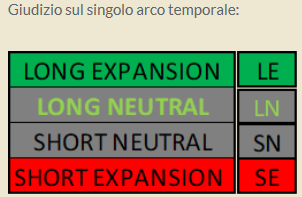 Giudizio sul singolo arco temporale:
LONG EXPANSION LE
LONG NEUTRAL LN
SHORT NEUTRAL SN
SHORT EXPANSION SE